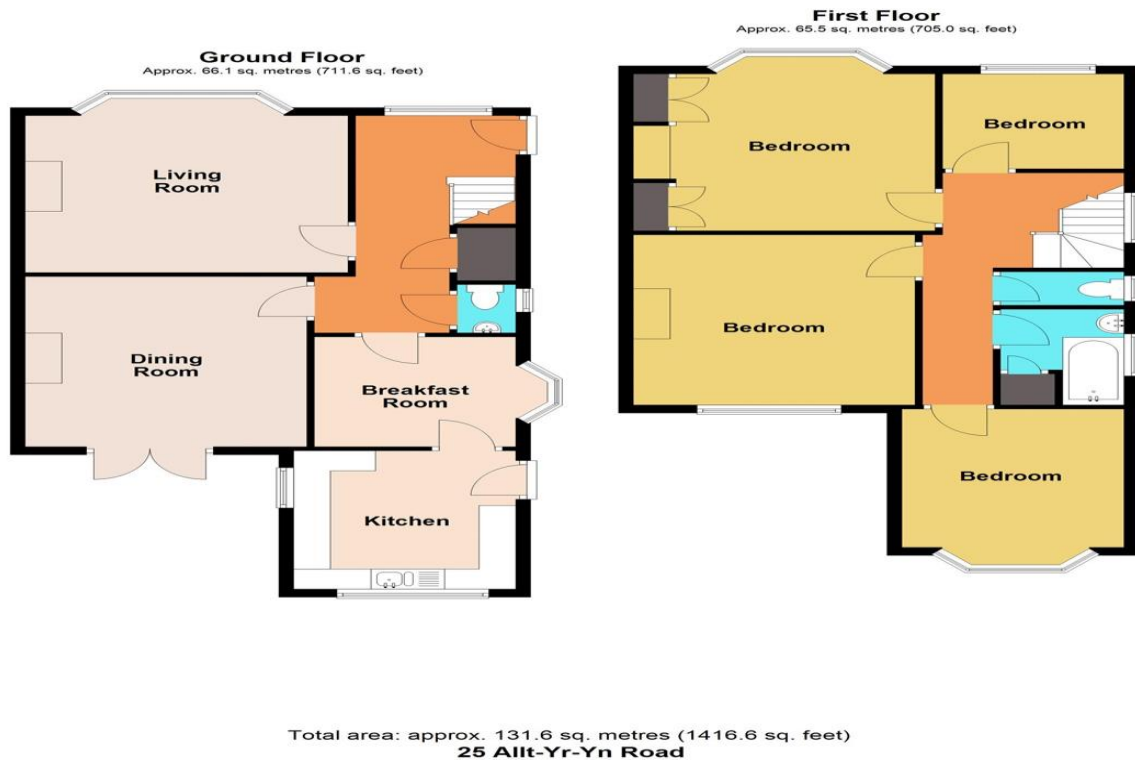 Ground Floor
Approx. 66.1 sq. metres (711.6 sq. feet)
Living
Room
Dining
Room
Breakfast
Room
Kitchen
First Floor
Approx. 65.5 sq. metres (705.0 sq. feet)
Bedroom
Bedroom
Bedroom
Bedroom
Total area: approx. 131.6 sq. metres (1416.6 sq. feet)
25 Allt-Yr-Yn Road